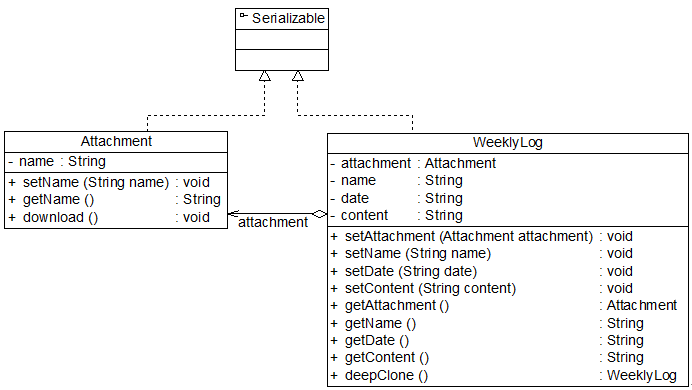 Serializable
Attachment
- name : String
+ setName (String name) : void
+ getName () : String
+ download () : void
attachment
WeeklyLog
- attachment : Attachment
- name : String
- date : String
- content : String
+ setAttachment (Attachment attachment) : void
+ setName (String name) : void
+ setDate (String date) : void
+ setContent (String content) : void
+ getAttachment () : Attachment
+ getName () : String
+ getDate () : String
+ getContent () : String
+ deepClone () : WeeklyLog